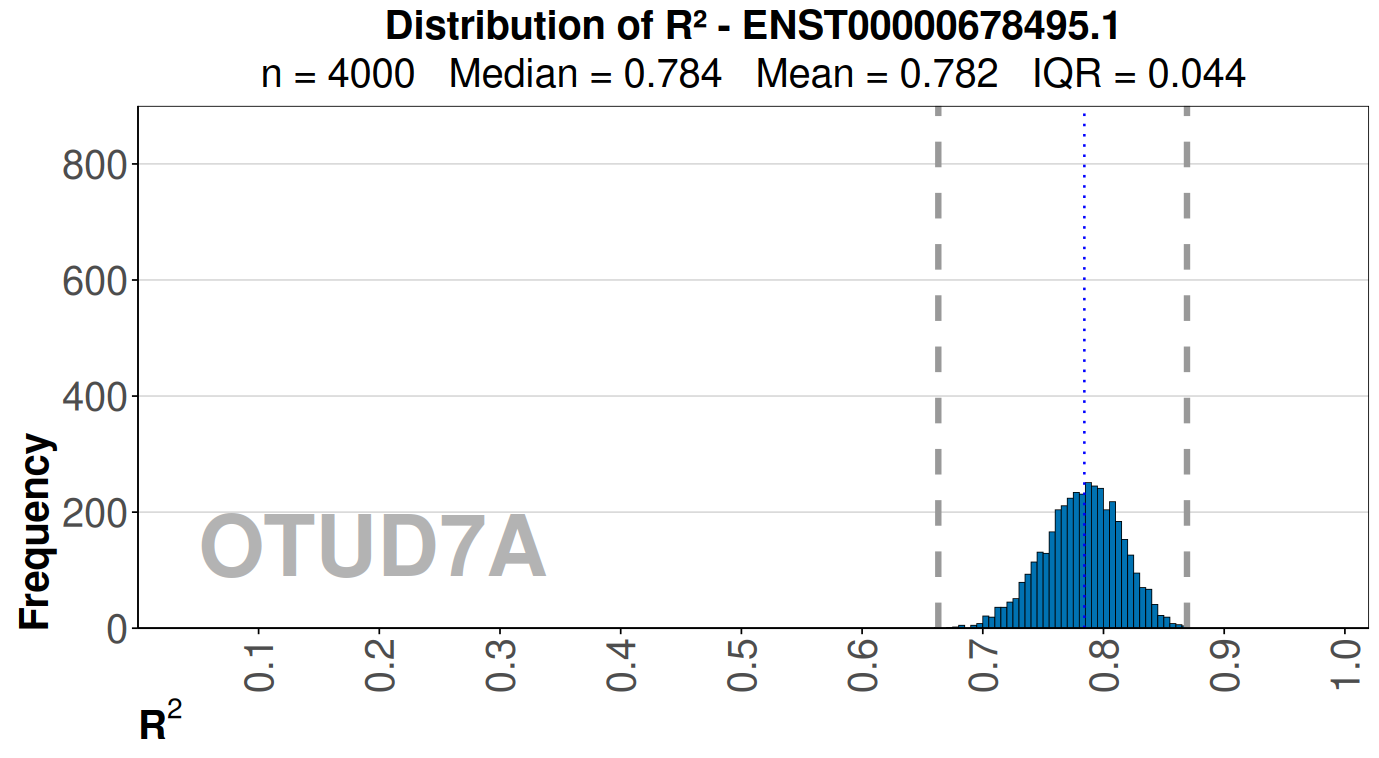 Distribution of R² - ENST00000678495.1
n = 4000   Median = 0.784   Mean = 0.782   IQR = 0.044
Frequency
800
600
400
200
0
OTUD7A
0.1 0.2 0.3 0.4 0.5 0.6 0.7 0.8 0.9 1.0
R²